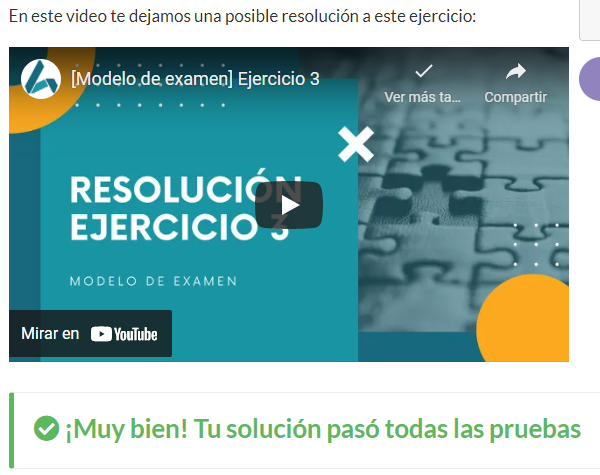 En este video te dejamos una posible resolución a este ejercicio:
[Modelo de examen] Ejercicio 3
Ver más ta...
Compartir
RESOLUCIÓN
EJERCICIO 3
MODELO DE EXAMEN
Mirar en YouTube
¡Muy bien! Tu solución pasó todas las pruebas